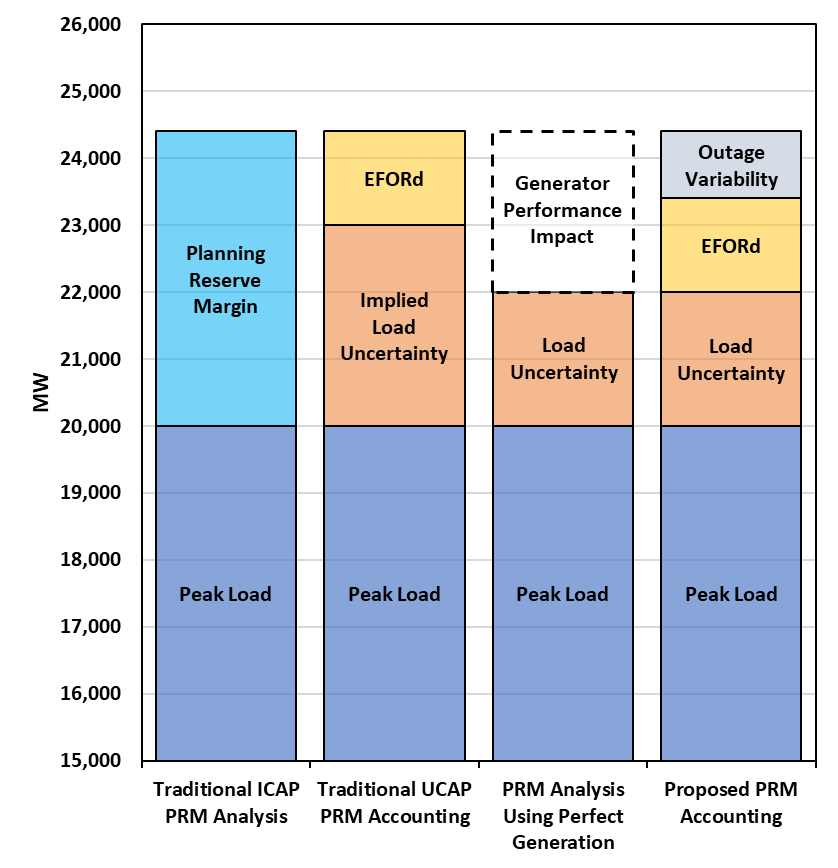 26,000
25,000
24,000
23,000
22,000
21,000
20,000
19,000
18,000
17,000
16,000
15,000
MW
Planning
Reserve
Margin
Peak Load
EFORd
Implied
Load
Uncertainty
Peak Load
Generator
Performance
Impact
Load
Uncertainty
Peak Load
Outage
Variability
EFORd
Load
Uncertainty
Peak Load
Traditional ICAP
PRM Analysis
Traditional UCAP
PRM Accounting
PRM Analysis
Using Perfect
Generation
Proposed PRM
Accounting